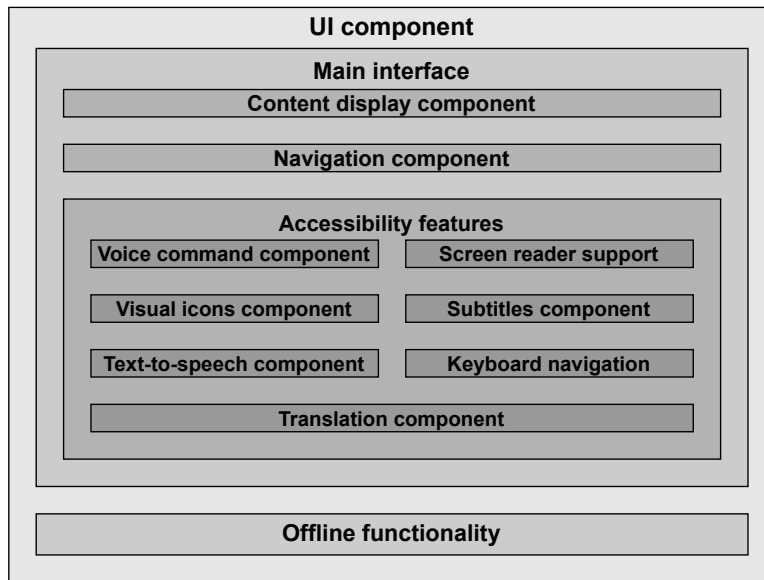 UI component
Main interface
Content display component
Navigation component
Accessibility features
Voice command component
Screen reader support
Visual icons component
Subtitles component
Text-to-speech component
Keyboard navigation
Translation component
Offline functionality